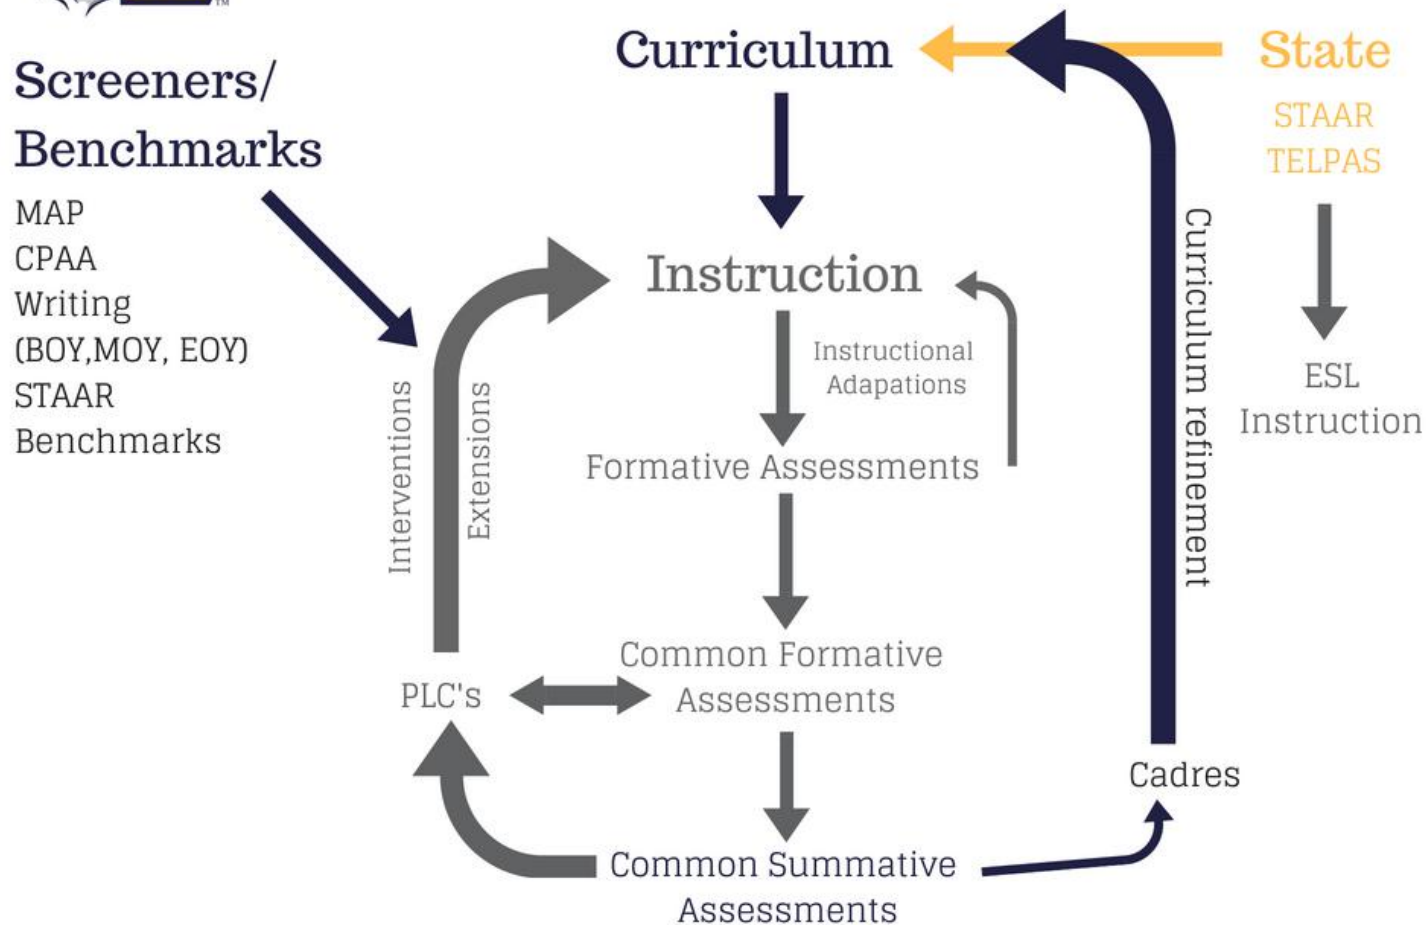 TM
Screeners/
Benchmarks
MAP
CPAA
Writing
(BOY,MOY, EOY)
STAAR
Benchmarks
Curriculum
State
STAAR
TELPAS
ESL
Instruction
Instruction
Instructional
Adapations
Formative Assessments
Interventions
Extensions
Curriculum refinement
Common Formative
Assessments
PLC's
Cadres
Common Summative
Assessments